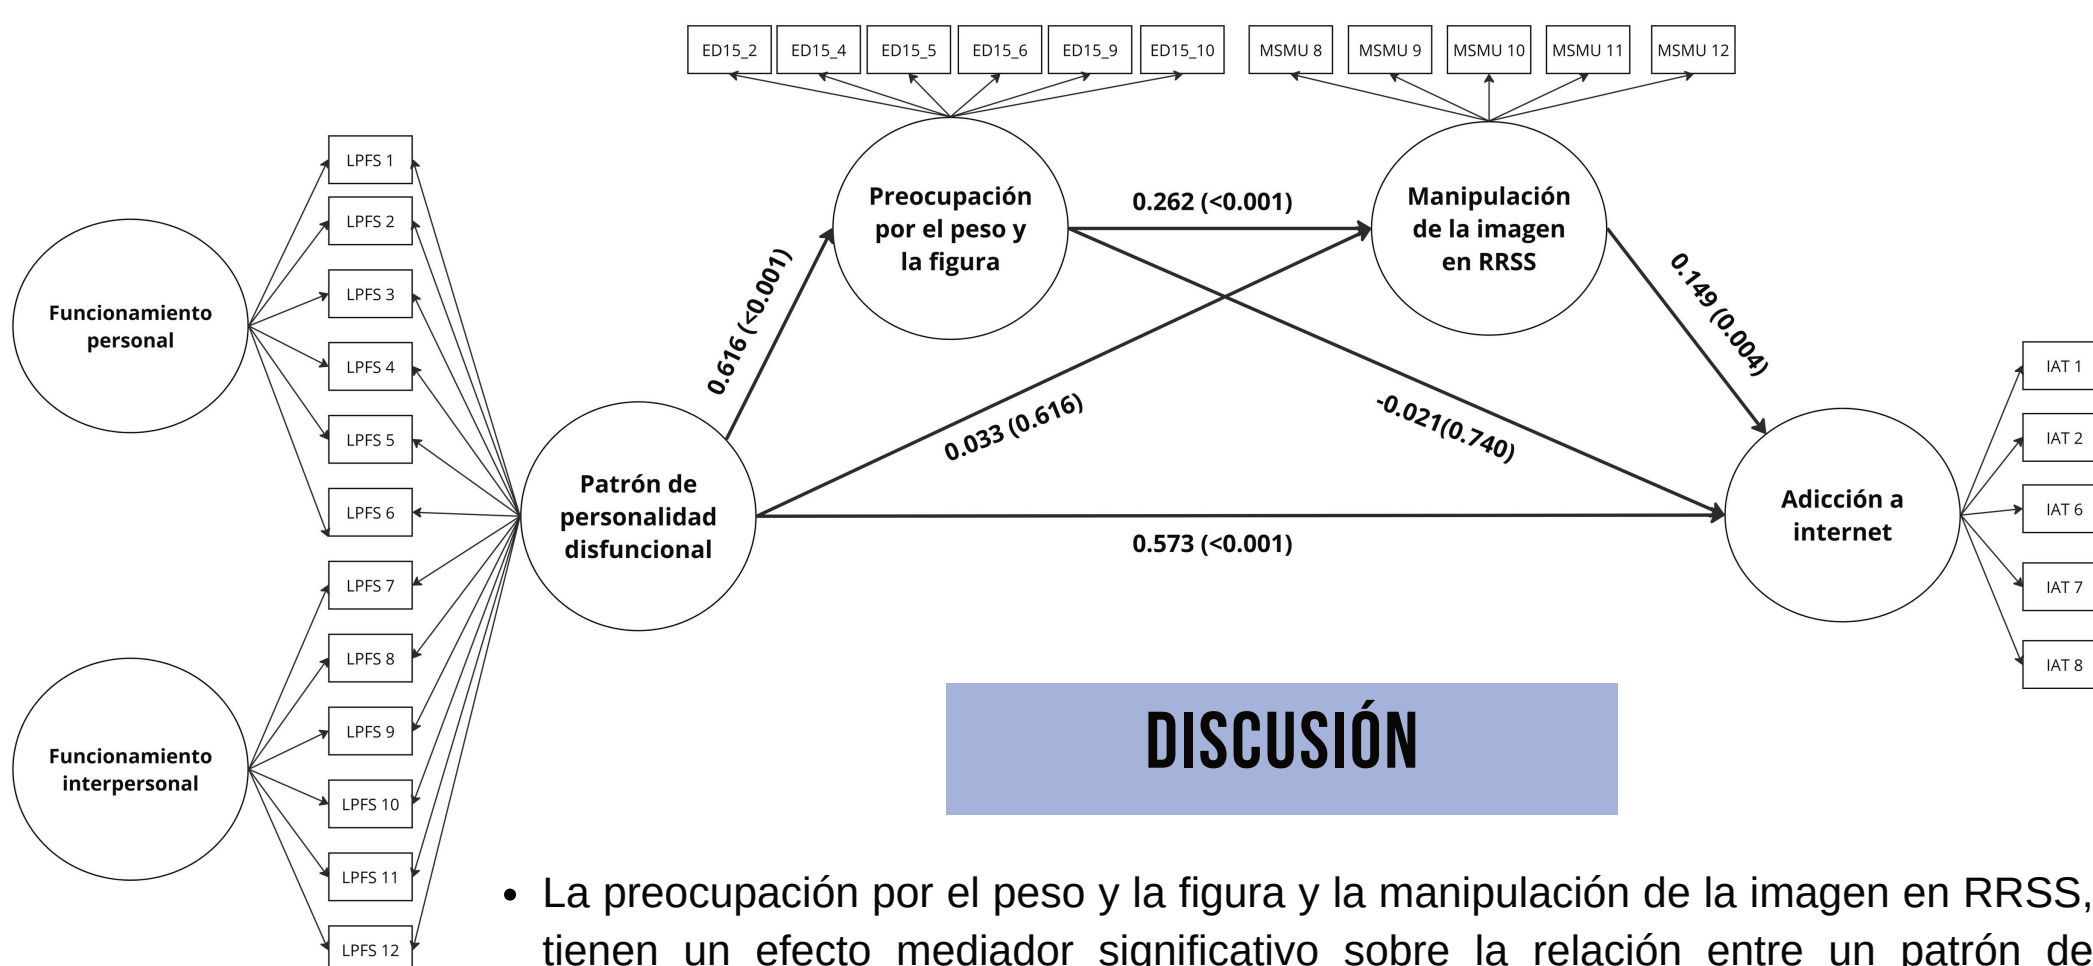 ED15_2 ED15_4 ED15_5 ED15_6 ED15_9 ED15_10 MSMU 8 MSMU 9 MSMU 10 MSMU 11 MSMU 12
LPFS 1
LPFS 2
LPFS 3
LPFS 4
LPFS 5
LPFS 6
LPFS 7
LPFS 8
LPFS 9
LPFS 10
LPFS 11
LPFS 12
Funcionamiento
personal
Funcionamiento
interpersonal
Patrón de
personalidad
disfuncional
Preocupación
por el peso y
la figura
Manipulación
de la imagen
en RRSS
Adicción a
internet
0.616 (<0.001)
0.262 (<0.001)
0.033 (0.616)
-0.021(0.740)
0.149 (0.004)
0.573 (<0.001)
IAT 1
IAT 2
IAT 6
IAT 7
IAT 8
DISCUSIÓN
• La preocupación por el peso y la figura y la manipulación de la imagen en RRSS,
tienen un efecto mediador significativo sobre la relación entre un patrón de